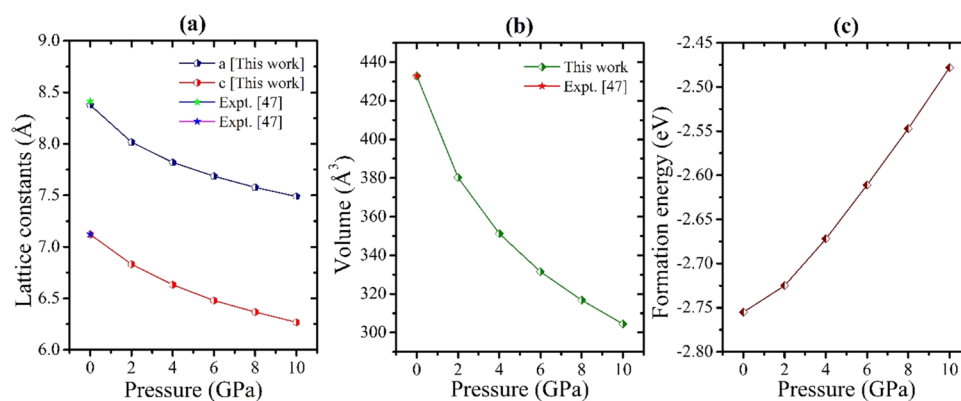 (a)
9.0
8.5
8.0
7.5
7.0
6.5
6.0
Lattice constants (Å)
a [This work]
c [This work]
Expt. [47]
Expt. [47]
0 2 4 6 8 10
Pressure (GPa)
(b)
440
420
400
380
360
340
320
300
Volume (Å³)
This work
Expt. [47]
0 2 4 6 8 10
Pressure (GPa)
(c)
-2.45
-2.50
-2.55
-2.60
-2.65
-2.70
-2.75
-2.80
Formation energy (eV)
0 2 4 6 8 10
Pressure (GPa)